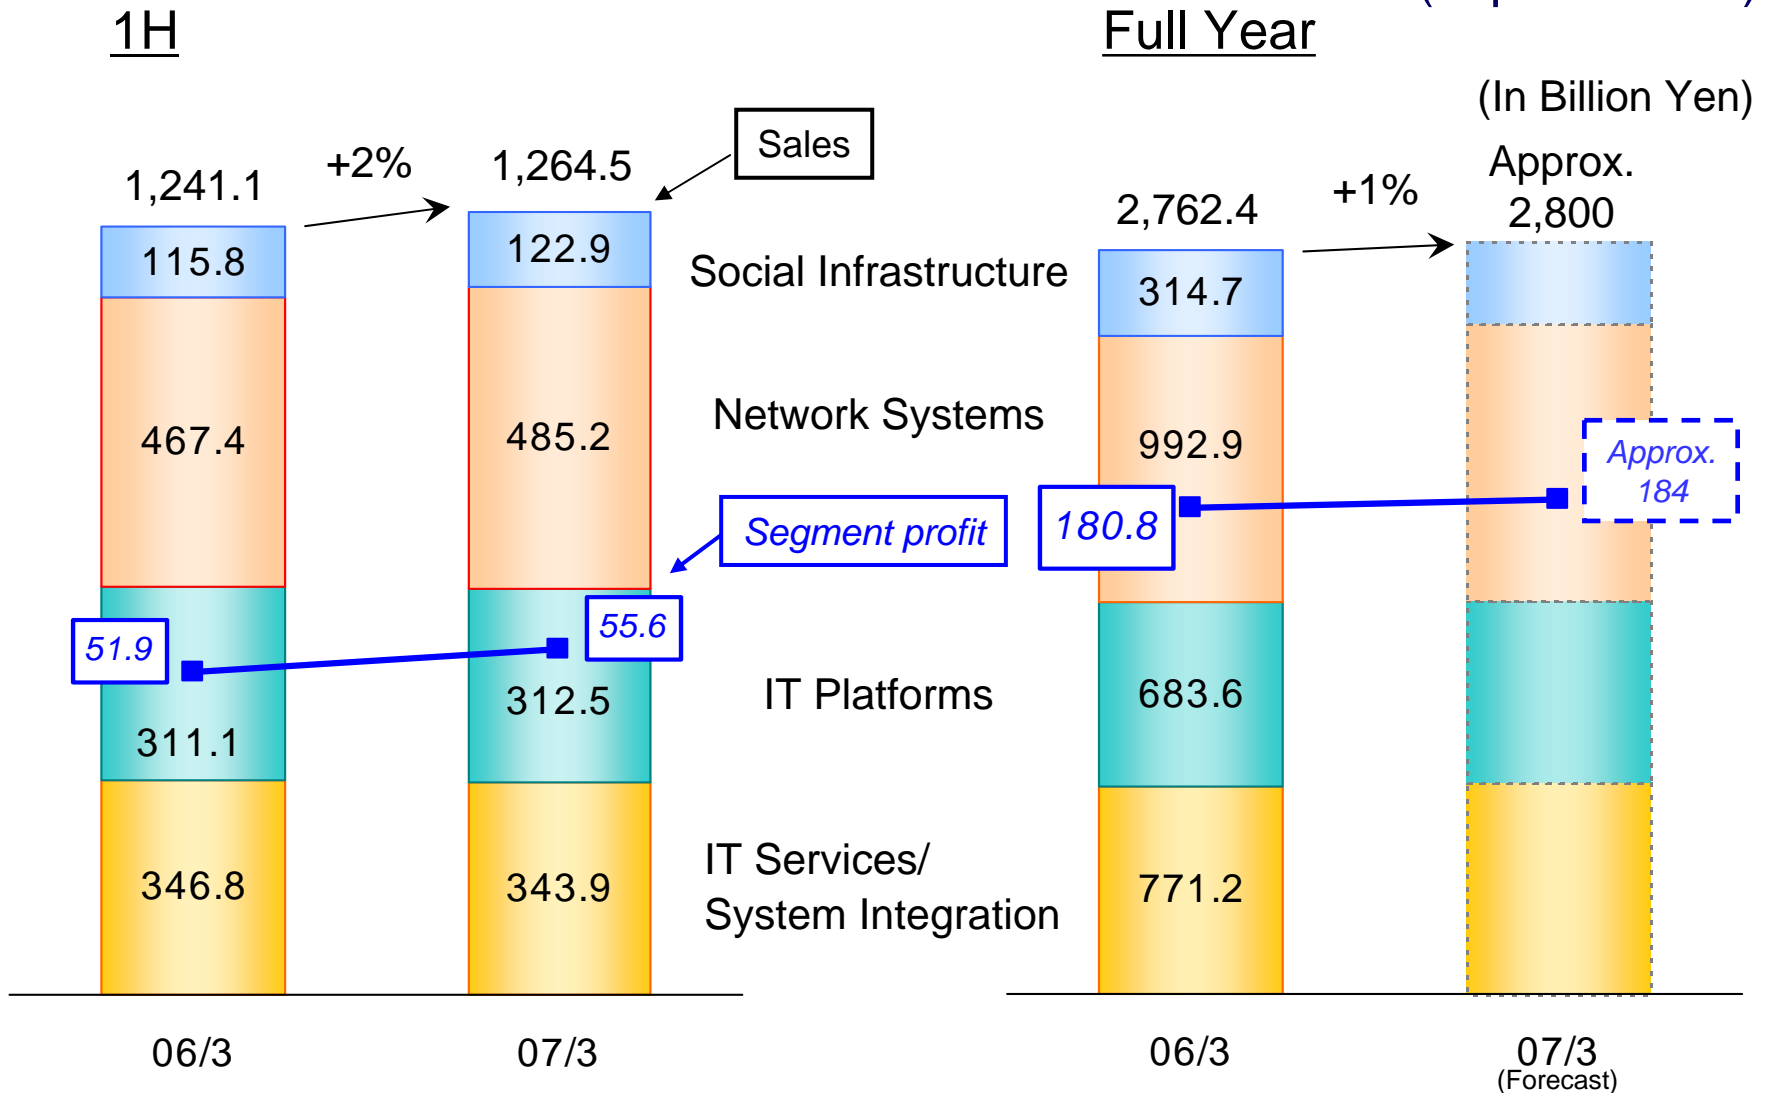 1H
Full Year
(In Billion Yen)
Sales
1,241.1
+2%
1,264.5
2,762.4
+1%
Approx.
2,800
115.8
122.9
Social Infrastructure
314.7
467.4
485.2
Network Systems
992.9
Approx.
184
Segment profit
180.8
51.9
55.6
311.1
312.5
IT Platforms
683.6
346.8
343.9
IT Services/
System Integration
771.2
06/3
07/3
06/3
07/3
(Forecast)